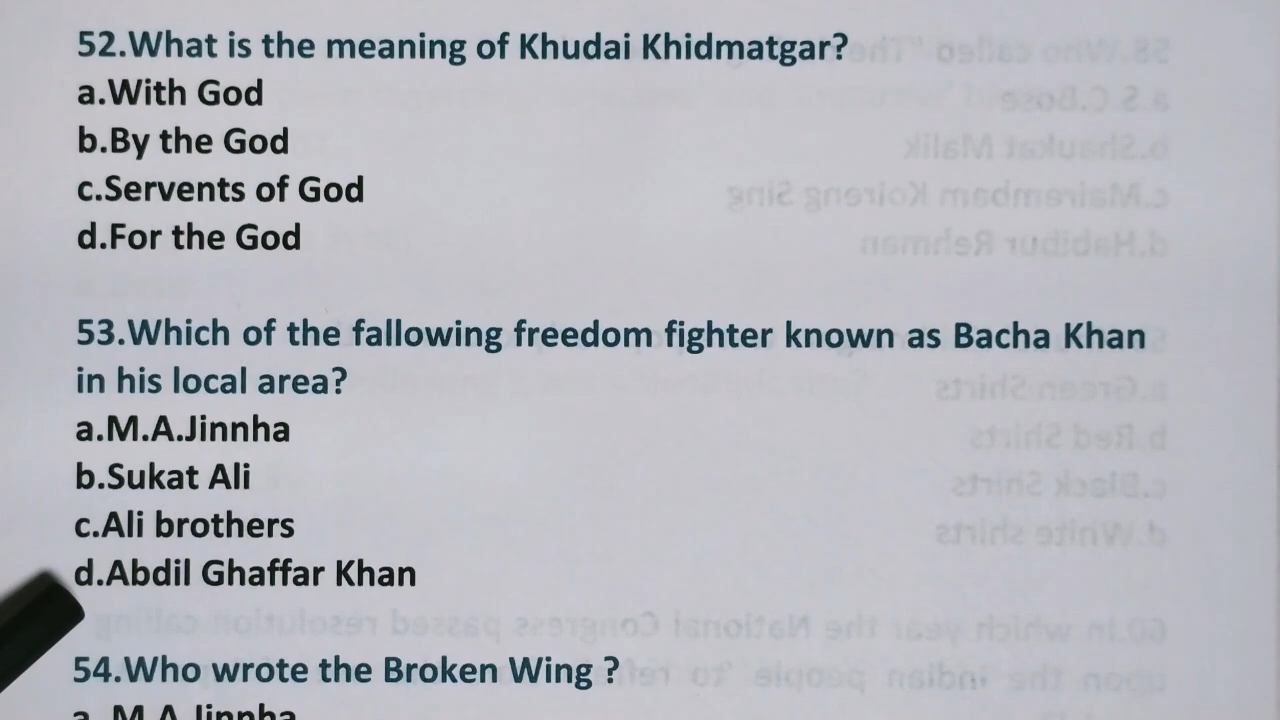 52.What is the meaning of Khudai Khidmatgar?
a.With God
b.By the God
c.Servents of God
d.For the God
53.Which of the fallowing freedom fighter known as Bacha Khan
in his local area?
a.M.A.Jinnha
b.Sukat Ali
c.Ali brothers
d.Abdil Ghaffar Khan
54.Who wrote the Broken Wing ?
a. M.A.Jinnha